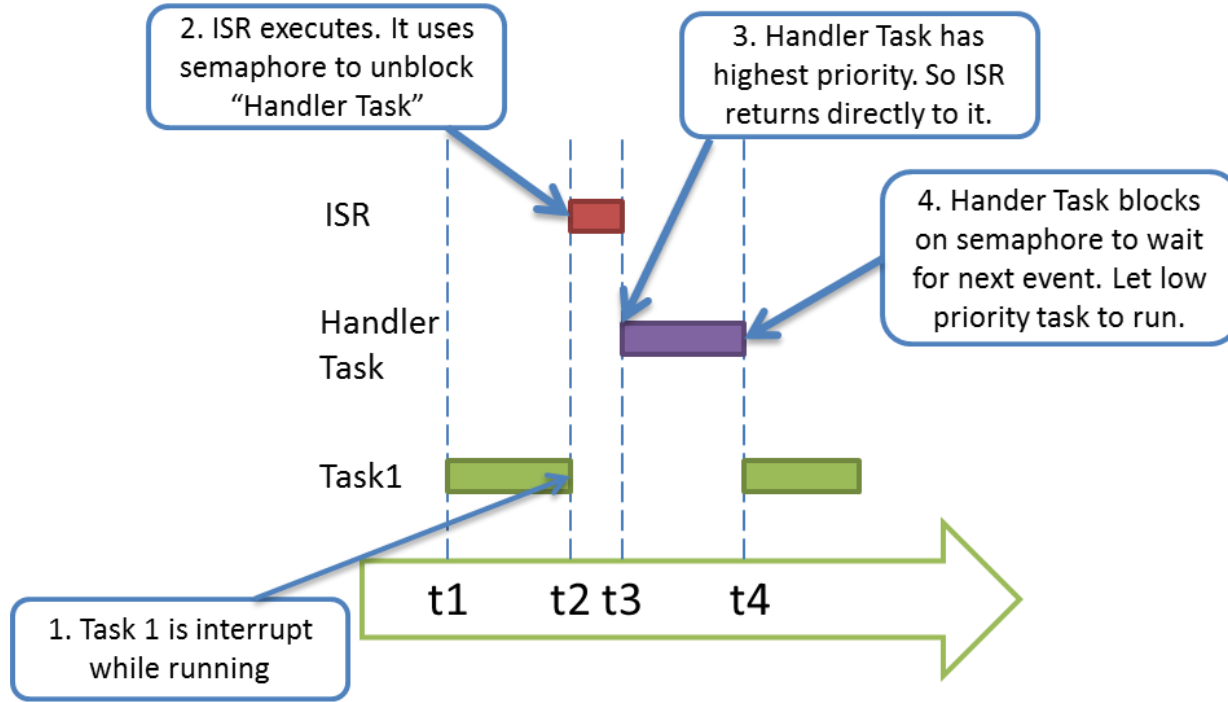 2. ISR executes. It uses
semaphore to unblock
“Handler Task”
3. Handler Task has
highest priority. So ISR
returns directly to it.
4. Hander Task blocks
on semaphore to wait
for next event. Let low
priority task to run.
ISR
Handler
Task
Task1
t1 t2 t3 t4
1. Task 1 is interrupt
while running